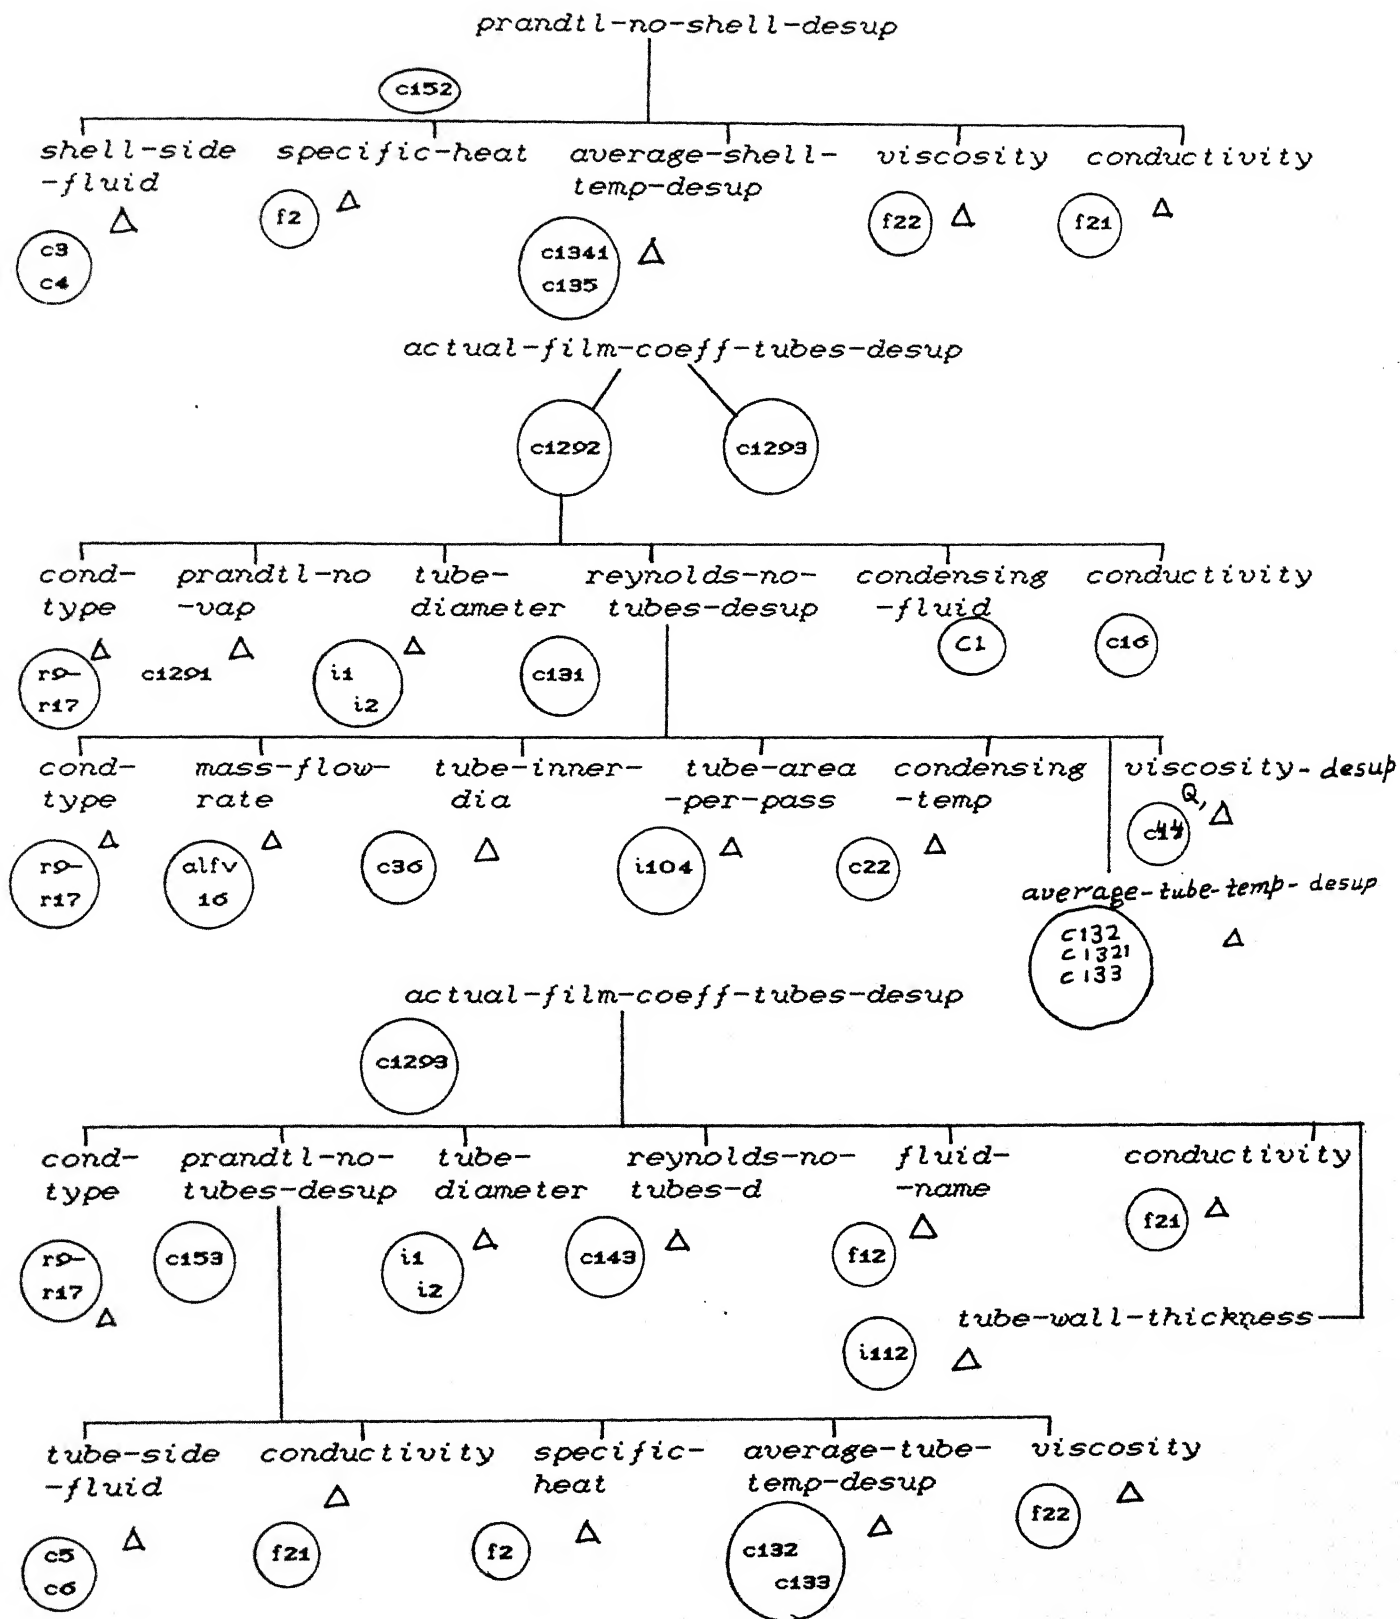 prandtl-no-shell-desup
c152
shell-side specific-heat average-shell- viscosity conductivity
-fluid temp-desup
f2 f22 f21
c3 c1341
c4 c135
actual-film-coeff-tubes-desup
c1292 c1293
cond- prandtl-no tube- reynolds-no- condensing conductivity
type -vap diameter tubes-desup -fluid
C1 c16
r9- c1291 i1 c131
r17 i2
cond- mass-flow- tube-inner- tube-area condensing viscosity-desup
type rate dia -per-pass -temp
r9- alfv c36 i104 c22
r17 16
average-tube-temp-desup
c132
c1321
c133
actual-film-coeff-tubes-desup
c1293
cond- prandtl-no- tube- reynolds-no- fluid- conductivity
type tubes-desup diameter tubes-d -name
f21
r9- c153 i1 c143 f12
r17 i2
tube-wall-thickness
i112
tube-side conductivity specific- average-tube- viscosity
-fluid heat temp-desup
f22
c5 f21 f2 c132
c6 c133